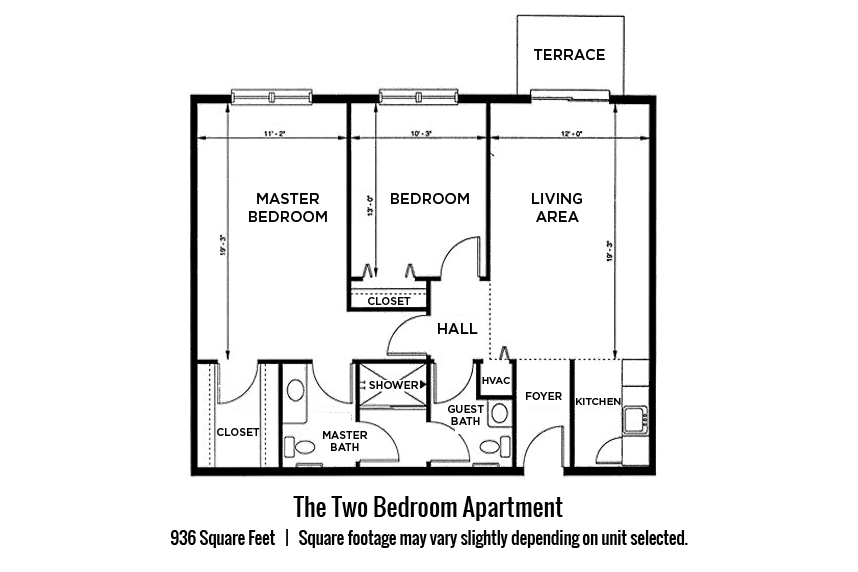 TERRACE
11' - 2"
10' - 3"
12' - 0"
MASTER
BEDROOM
BEDROOM
LIVING
AREA
19' - 3"
13' - 0"
19' - 3"
CLOSET
HALL
SHOWER
HVAC
FOYER
KITCHEN
GUEST
BATH
CLOSET
MASTER
BATH
The Two Bedroom Apartment
936 Square Feet | Square footage may vary slightly depending on unit selected.